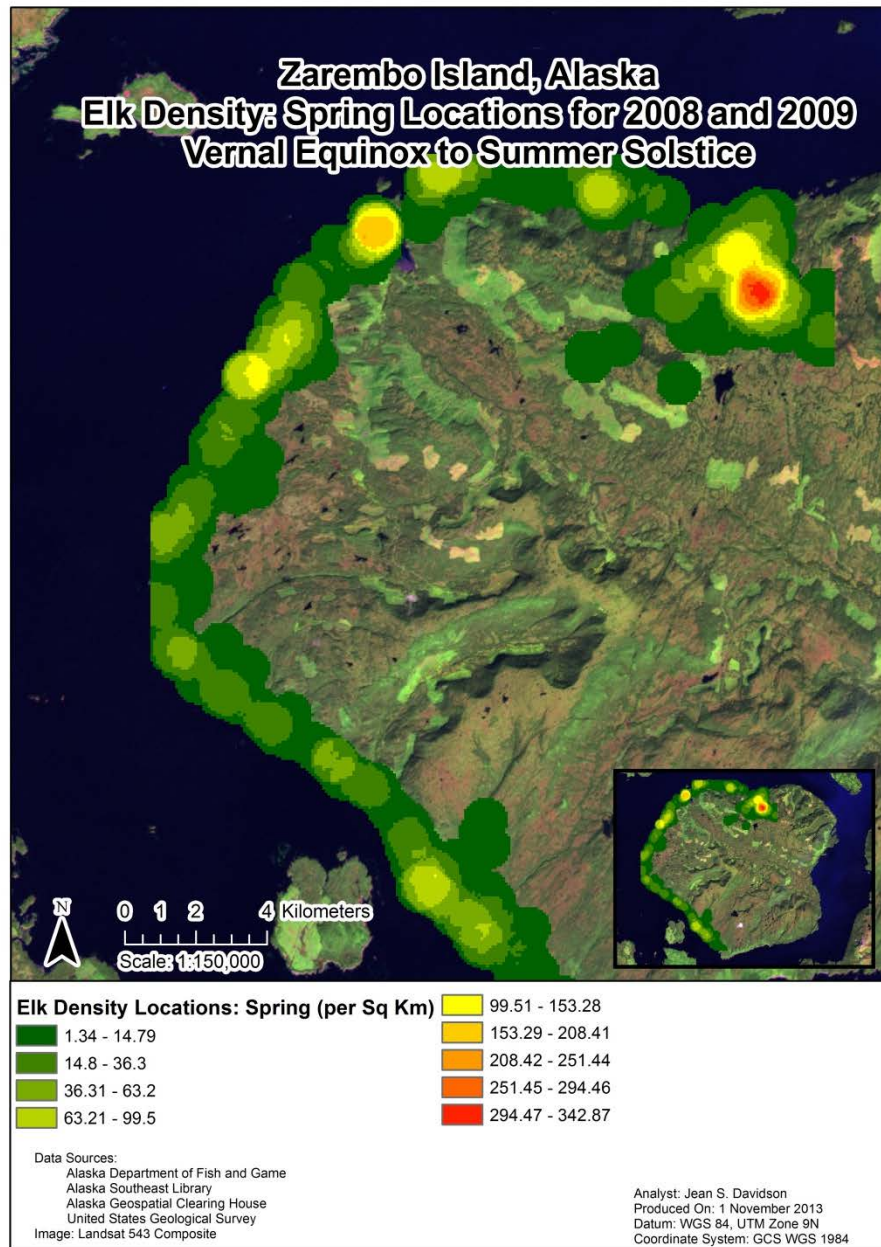 Zarembo Island, Alaska
Elk Density: Spring Locations for 2008 and 2009
Vernal Equinox to Summer Solstice
N
0 1 2 4 Kilometers
Scale: 1:150,000
Elk Density Locations: Spring (per Sq Km)
1.34 - 14.79
14.8 - 36.3
36.31 - 63.2
63.21 - 99.5
99.51 - 153.28
153.29 - 208.41
208.42 - 251.44
251.45 - 294.46
294.47 - 342.87
Data Sources:
Alaska Department of Fish and Game
Alaska Southeast Library
Alaska Geospatial Clearing House
United States Geological Survey
Image: Landsat 543 Composite
Analyst: Jean S. Davidson
Produced On: 1 November 2013
Datum: WGS 84, UTM Zone 9N
Coordinate System: GCS WGS 1984